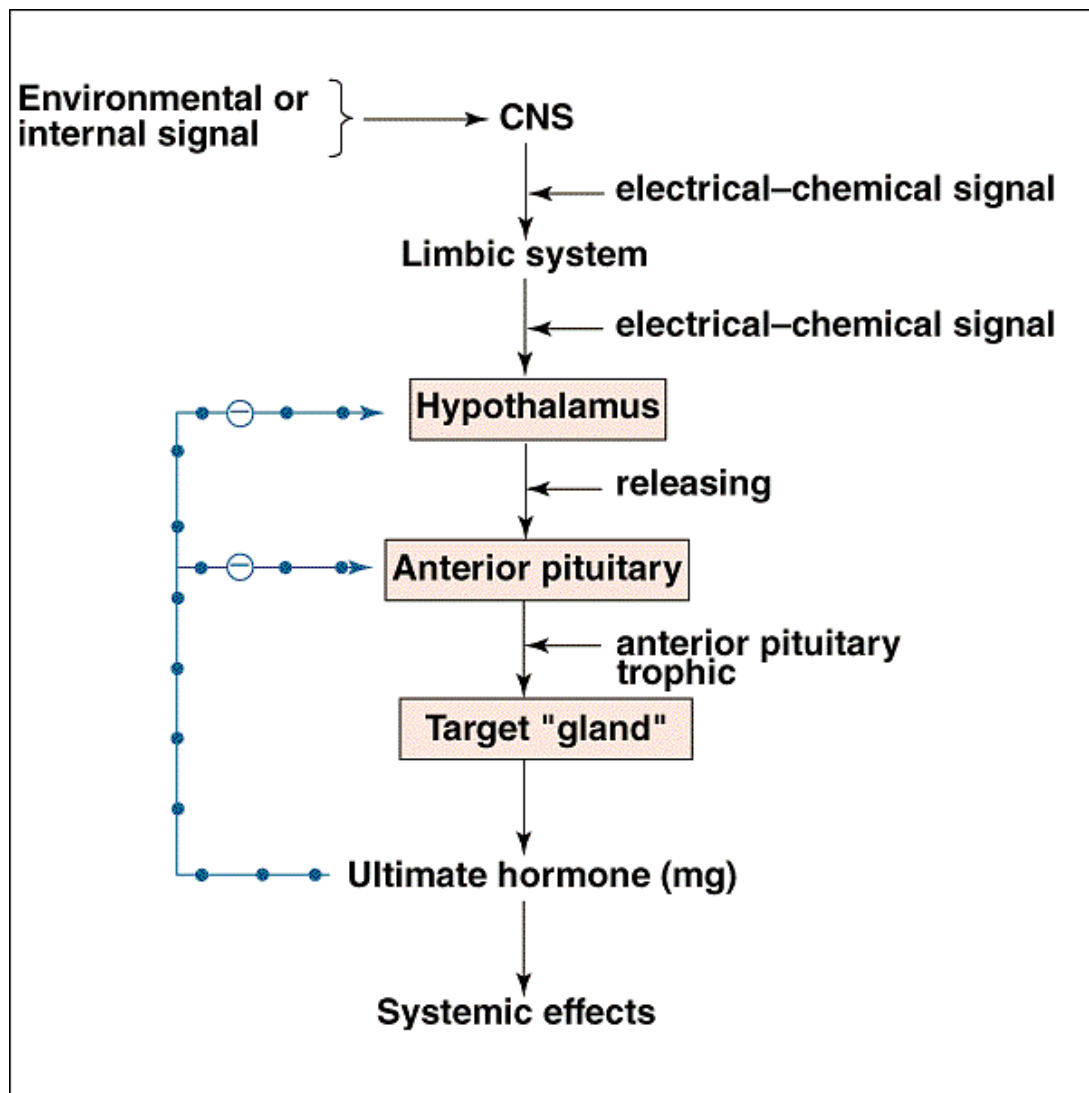 Environmental or
internal signal
CNS
electrical–chemical signal
Limbic system
electrical–chemical signal
Hypothalamus
releasing
Anterior pituitary
anterior pituitary
trophic
Target "gland"
Ultimate hormone (mg)
Systemic effects